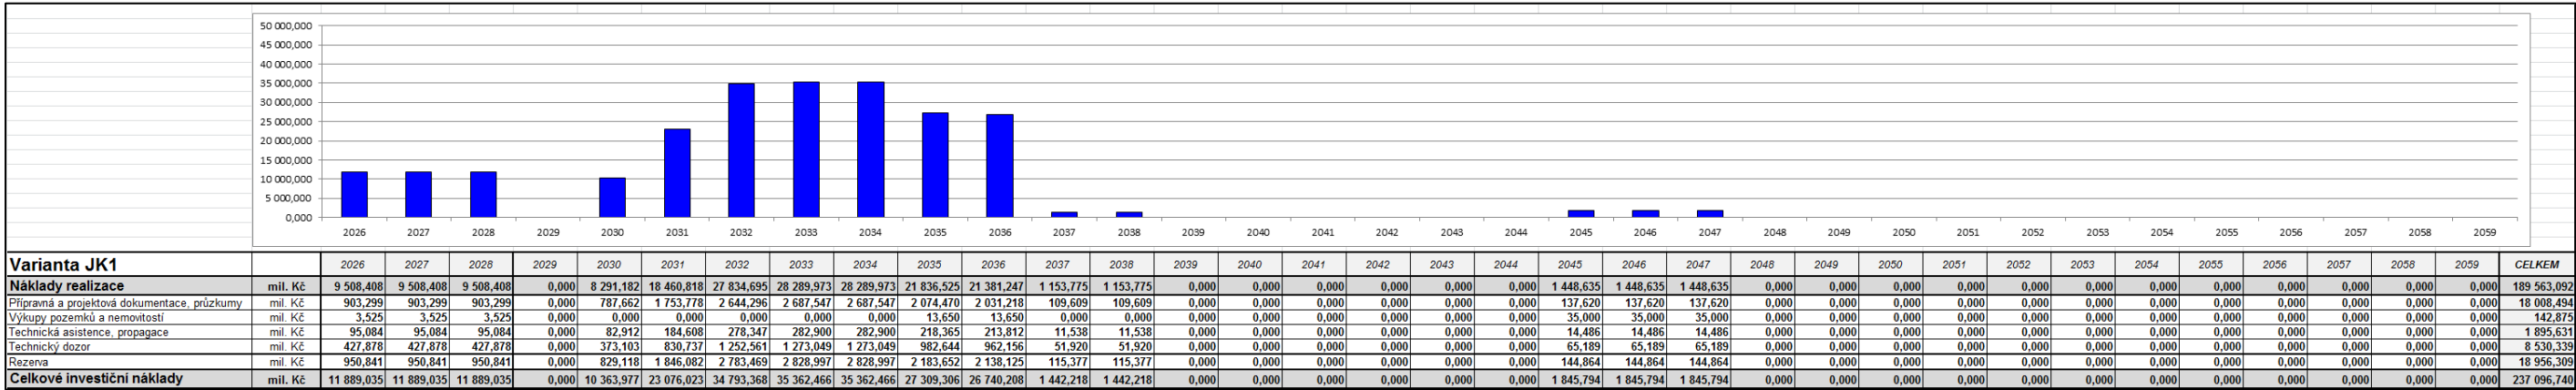 50 000,000
45 000,000
40 000,000
35 000,000
30 000,000
25 000,000
20 000,000
15 000,000
10 000,000
5 000,000
0,000
2026 2027 2028 2029 2030 2031 2032 2033 2034 2035 2036 2037 2038 2039 2040 2041 2042 2043 2044 2045 2046 2047 2048 2049 2050 2051 2052 2053 2054 2055 2056 2057 2058 2059
Varianta JK1 2026 2027 2028 2029 2030 2031 2032 2033 2034 2035 2036 2037 2038 2039 2040 2041 2042 2043 2044 2045 2046 2047 2048 2049 2050 2051 2052 2053 2054 2055 2056 2057 2058 2059 CELKEM
Náklady realizace mil. Kč 9 508,408 9 508,408 9 508,408 0,000 8 291,182 18 460,818 27 834,695 28 289,973 28 289,973 21 836,525 21 381,247 1 153,775 1 153,775 0,000 0,000 0,000 0,000 0,000 0,000 1 448,635 1 448,635 1 448,635 0,000 0,000 0,000 0,000 0,000 0,000 0,000 0,000 0,000 0,000 0,000 0,000 189 563,092
Přípravná a projektová dokumentace, průzkumy mil. Kč 903,299 903,299 903,299 0,000 787,662 1 753,778 2 644,296 2 687,547 2 687,547 2 074,470 2 031,218 109,609 109,609 0,000 0,000 0,000 0,000 0,000 0,000 137,620 137,620 137,620 0,000 0,000 0,000 0,000 0,000 0,000 0,000 0,000 0,000 0,000 0,000 0,000 18 008,494
Výkupy pozemků a nemovitostí mil. Kč 3,525 3,525 3,525 0,000 0,000 0,000 0,000 0,000 0,000 13,650 13,650 0,000 0,000 0,000 0,000 0,000 0,000 0,000 0,000 35,000 35,000 35,000 0,000 0,000 0,000 0,000 0,000 0,000 0,000 0,000 0,000 0,000 0,000 0,000 142,875
Technická asistence, propagace mil. Kč 95,084 95,084 95,084 0,000 82,912 184,608 278,347 282,900 282,900 218,365 213,812 11,538 11,538 0,000 0,000 0,000 0,000 0,000 0,000 14,486 14,486 14,486 0,000 0,000 0,000 0,000 0,000 0,000 0,000 0,000 0,000 0,000 0,000 0,000 1 895,631
Technický dozor mil. Kč 427,878 427,878 427,878 0,000 373,103 830,737 1 252,561 1 273,049 1 273,049 982,644 962,156 51,920 51,920 0,000 0,000 0,000 0,000 0,000 0,000 65,189 65,189 65,189 0,000 0,000 0,000 0,000 0,000 0,000 0,000 0,000 0,000 0,000 0,000 0,000 8 530,339
Rezerva mil. Kč 950,841 950,841 950,841 0,000 829,118 1 846,082 2 783,469 2 828,997 2 828,997 2 183,652 2 138,125 115,377 115,377 0,000 0,000 0,000 0,000 0,000 0,000 144,864 144,864 144,864 0,000 0,000 0,000 0,000 0,000 0,000 0,000 0,000 0,000 0,000 0,000 0,000 18 956,309
Celkové investiční náklady mil. Kč 11 889,035 11 889,035 11 889,035 0,000 10 363,977 23 076,023 34 793,368 35 362,466 35 362,466 27 309,306 26 740,208 1 442,218 1 442,218 0,000 0,000 0,000 0,000 0,000 0,000 1 845,794 1 845,794 1 845,794 0,000 0,000 0,000 0,000 0,000 0,000 0,000 0,000 0,000 0,000 0,000 0,000 237 096,740